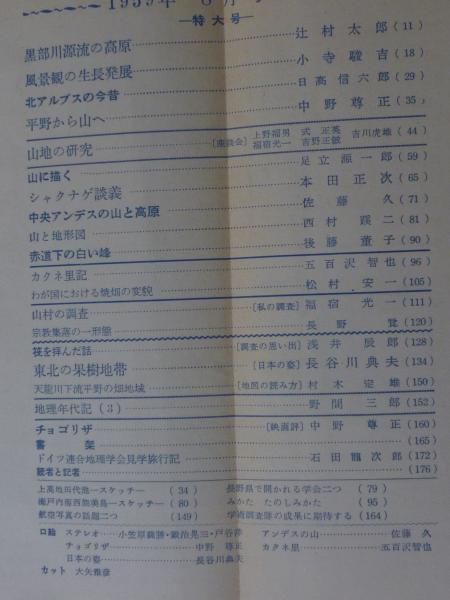 1959年 8月
―特大号―
黒部川源流の高原 辻村太郎 (11)
風景観の生長発展 小寺駿吉 (18)
北アルプスの今昔 日高信六郎 (29)
平野から山へ 中野尊正 (35)
山地の研究 〔座談会〕 上野福男 式正英 吉川虎雄 福宿光一 吉野正敏 (44)
山に描く 足立源一郎 (59)
シャクナゲ談義 本田正次 (65)
中央アンデスの山と高原 佐藤久 (71)
山と地形図 西村蹊二 (81)
赤道下の白い峰 後藤董子 (90)
カクネ里記 五百沢智也 (96)
わが国における焼畑の変貌 松村安一 (105)
山村の調査 〔私の調査〕 福宿光一 (111)
宗教集落の一形態 長野覚 (120)
筏を拝んだ話 〔調査の思い出〕 浅井辰郎 (128)
東北の果樹地帯 〔日本の姿〕 長谷川典夫 (134)
天龍川下流平野の畑地域 〔地図の読み方〕 村木定雄 (150)
地理年代記 (3) 野間三郎 (152)
チョゴリザ 〔映画評〕 中野尊正 (160)
書架 (165)
ドイツ連合地理学会見学旅行記 石田龍次郎 (172)
読者と記者 (176)
上高地田代池―スケッチ― (34) 長野県で開かれる学会二つ (79)
瀬戸内海西能美島―スケッチ― (80) みかた たのしみかた (95)
航空写真の話題二つ (149) 学術調査隊の成果に期待する (164)
口絵 ステレオ 小笠原義勝・鍛治晃三・戸谷洋 アンデスの山 佐藤久
チョゴリザ 中野尊正 カクネ里 五百沢智也
日本の姿 長谷川典夫
カット 大矢雅彦